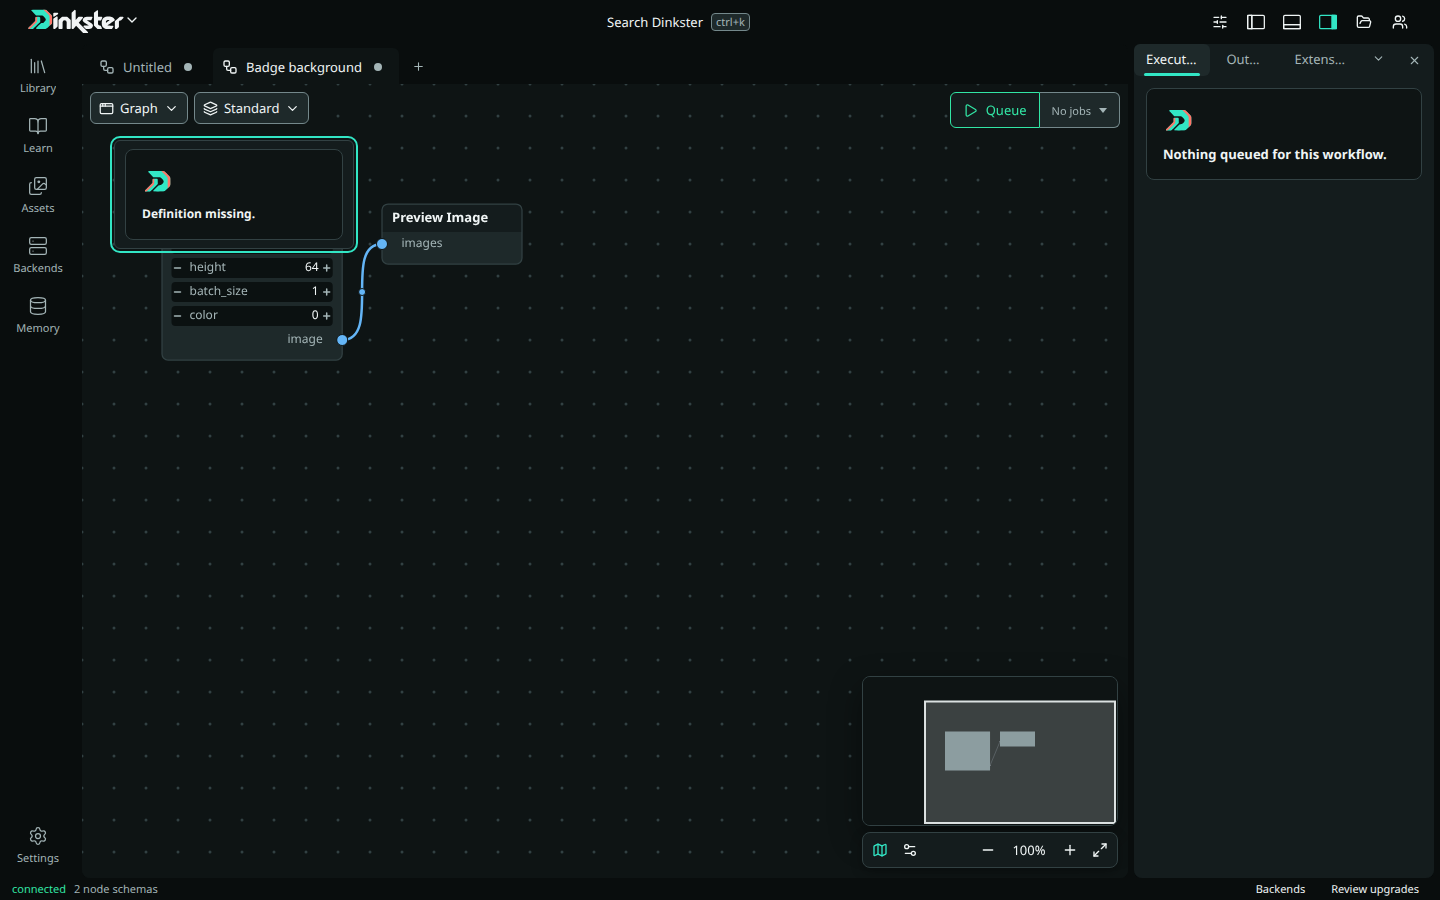 Dinkster
Search Dinkster ctrl+k
Library
Learn
Assets
Backends
Memory
Settings
Untitled
Badge background
Graph
Standard
Queue
No jobs
Definition missing.
height 64
batch_size 1
color 0
image
Preview Image
images
100%
Execut...
Out...
Extens...
Nothing queued for this workflow.
connected 2 node schemas
Backends
Review upgrades